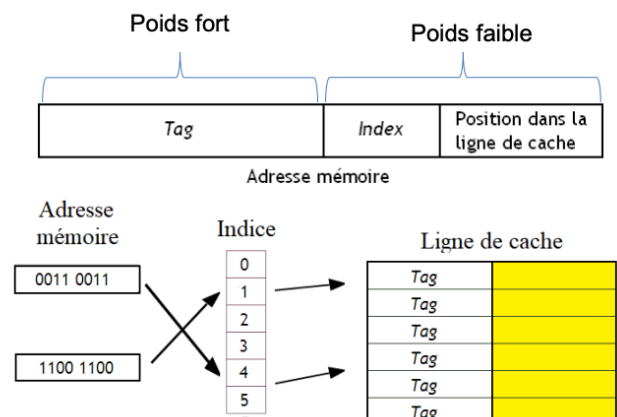 Poids fort
Poids faible
Tag
Index
Position dans la
ligne de cache
Adresse mémoire
Adresse
mémoire
Indice
Ligne de cache
0011 0011
1100 1100
0
1
2
3
4
5
Tag
Tag
Tag
Tag
Tag
Tag